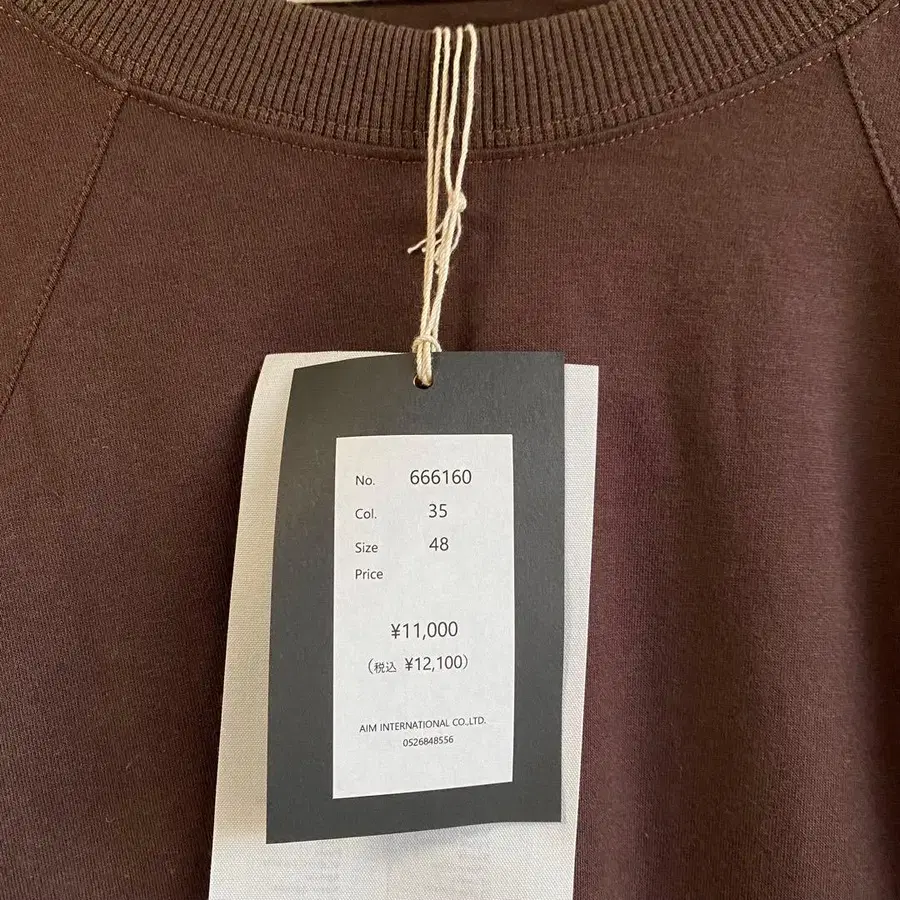 No. 666160
Col. 35
Size 48
Price
¥11,000
(税込 ¥12,100)
AIM INTERNATIONAL CO.,LTD.
0526848556